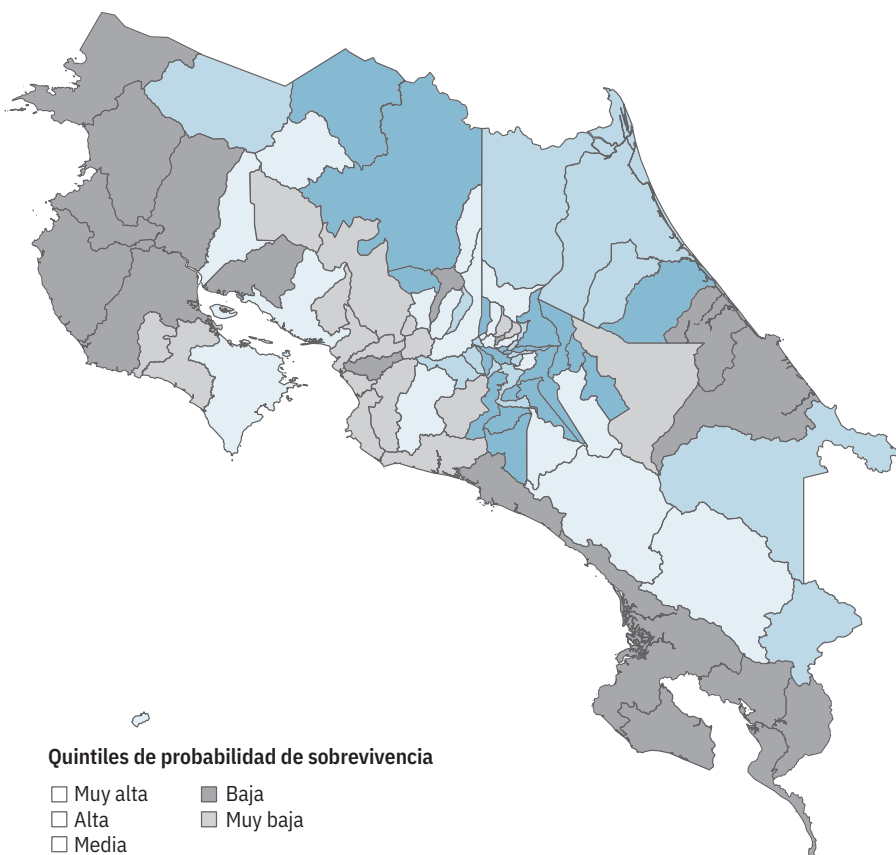 Quintiles de probabilidad de sobrevivencia
Muy alta
Alta
Media
Baja
Muy baja